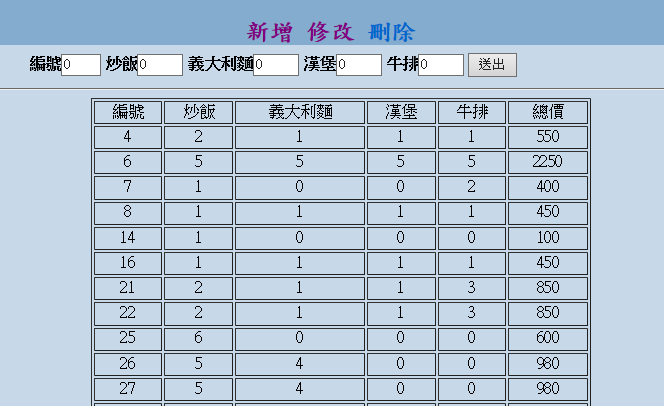 新增 修改 刪除
編號0 炒飯0 義大利麵0 漢堡0 牛排0 送出
編號 炒飯 義大利麵 漢堡 牛排 總價
4 2 1 1 1 550
6 5 5 5 5 2250
7 1 0 0 2 400
8 1 1 1 1 450
14 1 0 0 0 100
16 1 1 1 1 450
21 2 1 1 3 850
22 2 1 1 3 850
25 6 0 0 0 600
26 5 4 0 0 980
27 5 4 0 0 980